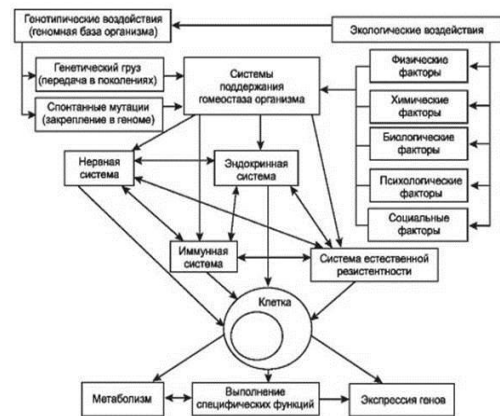 Генотипические воздействия
(геномная база организма)
Экологические воздействия
Генетический груз
(передача в поколениях)
Спонтанные мутации
(закрепление в геноме)
Системы
поддержания
гомеостаза организма
Физические
факторы
Химические
факторы
Биологические
факторы
Психологические
факторы
Социальные
факторы
Нервная
система
Эндокринная
система
Иммунная
система
Система естественной
резистентности
Клетка
Метаболизм
Выполнение
специфических функций
Экспрессия генов